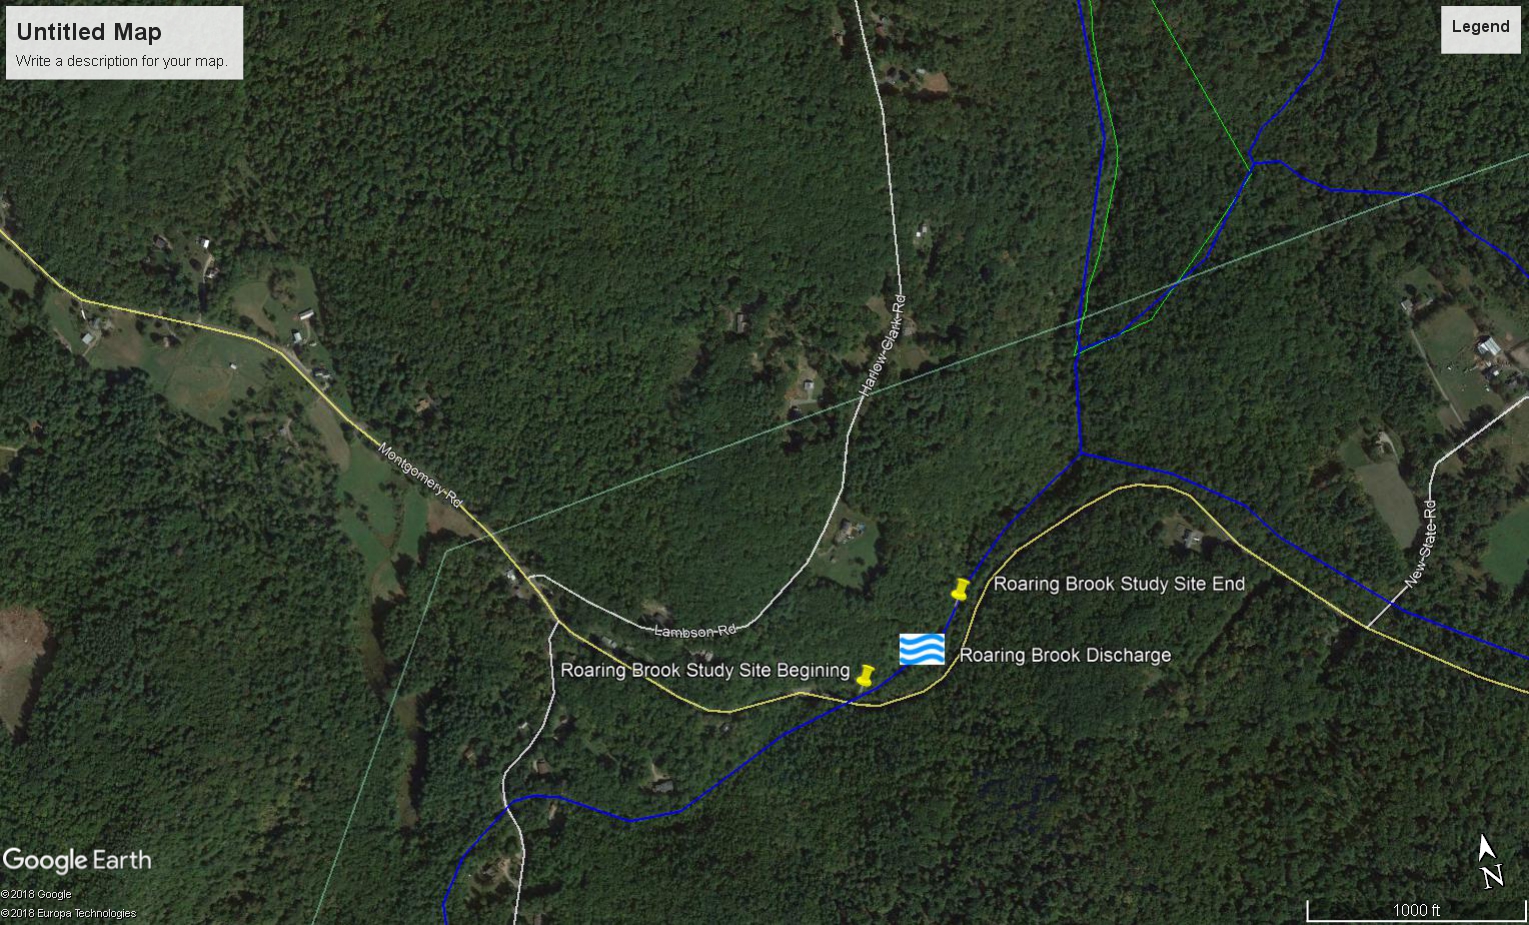 Untitled Map
Write a description for your map.
Legend
Harlow-Clark-Rd
Montgomery Rd
New-State-Rd
Roaring Brook Study Site End
Lambson-Rd
Roaring Brook Discharge
Roaring Brook Study Site Begining
Google Earth
N
©2018 Google
©2018 Europa Technologies
1000 ft